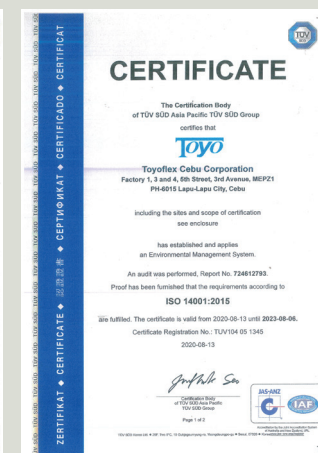 CERTIFICATE
The Certification Body
of TÜV SÜD Asia Pacific TÜV SÜD Group
certifies that
TOYO
Toyoflex Cebu Corporation
Factory 1, 3 and 4, 5th Street, 3rd Avenue, MEPZ1
PH-6015 Lapu-Lapu City, Cebu
including the sites and scope of certification
see enclosure
has established and applies
an Environmental Management System.
An audit was performed, Report No. 724612793.
Proof has been furnished that the requirements according to
ISO 14001:2015
are fulfilled. The certificate is valid from 2020-08-13 until 2023-08-06.
Certificate Registration No.: TUV104 05 1345
2020-08-13
Certification Body
of TÜV SÜD Asia Pacific
TÜV SÜD Group
Page 1 of 2
JAS-ANZ
IAF
TÜV
ZERTIFIKAT ◆ CERTIFICATE ◆ 認證證書 ◆ СЕРТИФИКАТ ◆ CERTIFICADO ◆ CERTIFICAT